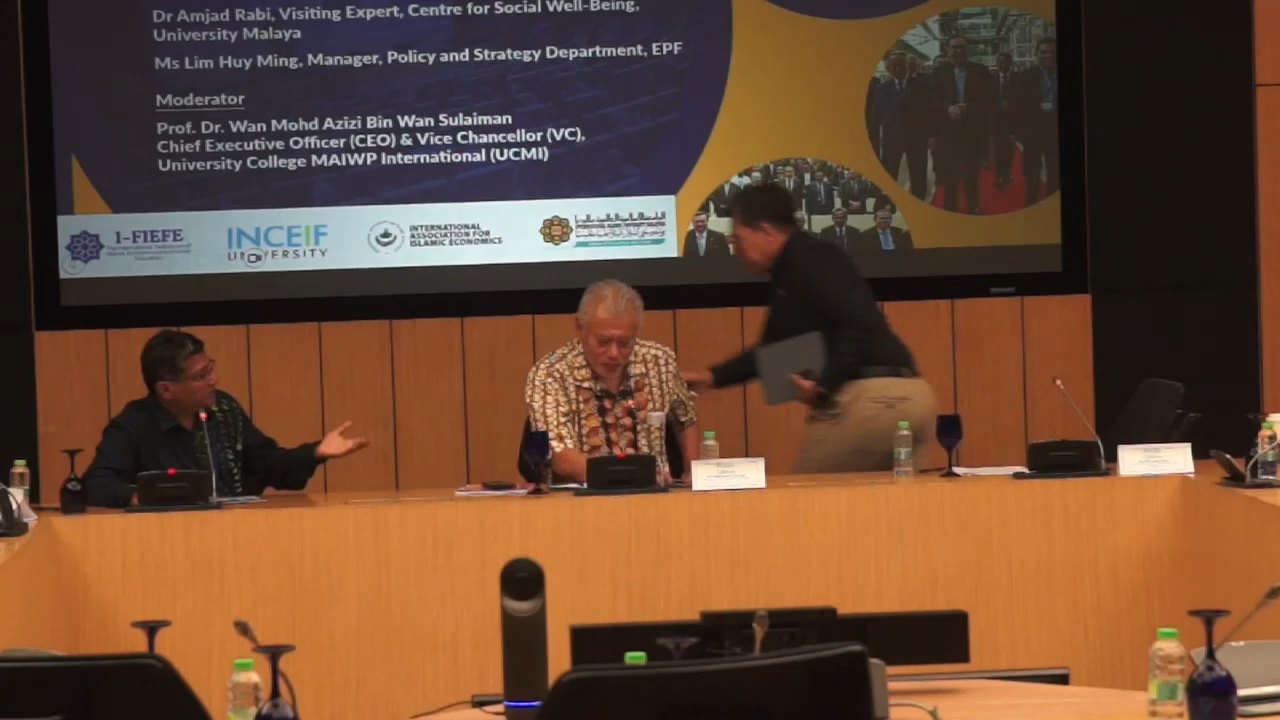 Dr Amjad Rabi, Visiting Expert, Centre for Social Well-Being,
University Malaya
Ms Lim Huy Ming, Manager, Policy and Strategy Department, EPF
Moderator
Prof. Dr. Wan Mohd Azizi Bin Wan Sulaiman
Chief Executive Officer (CEO) & Vice Chancellor (VC),
University College MAIWP International (UCMI)
I-FIEFE
INCEIF
UNIVERSITY
INTERNATIONAL
ASSOCIATION FOR
ISLAMIC ECONOMICS